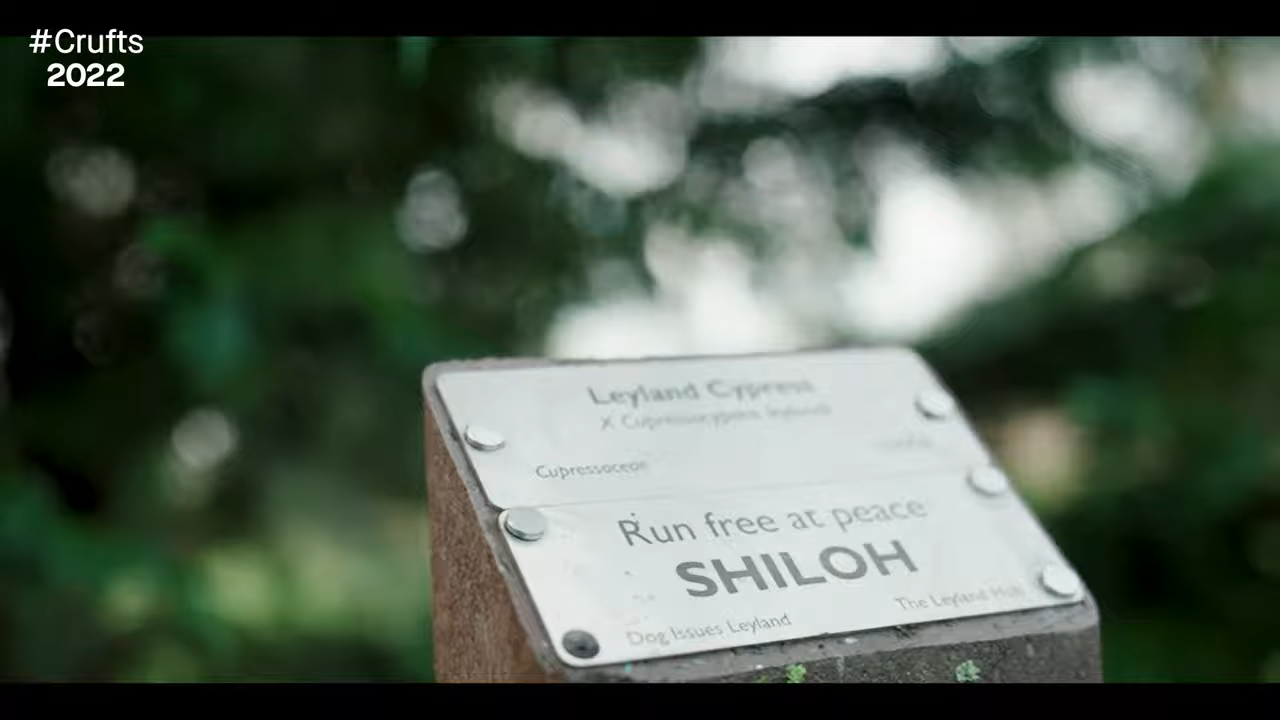 #Crufts
2022
Leyland Cypress
X Cupressocyparis leylandii
Cupressaceae
Run free at peace
SHILOH
The Leyland Hub
Dog Issues Leyland